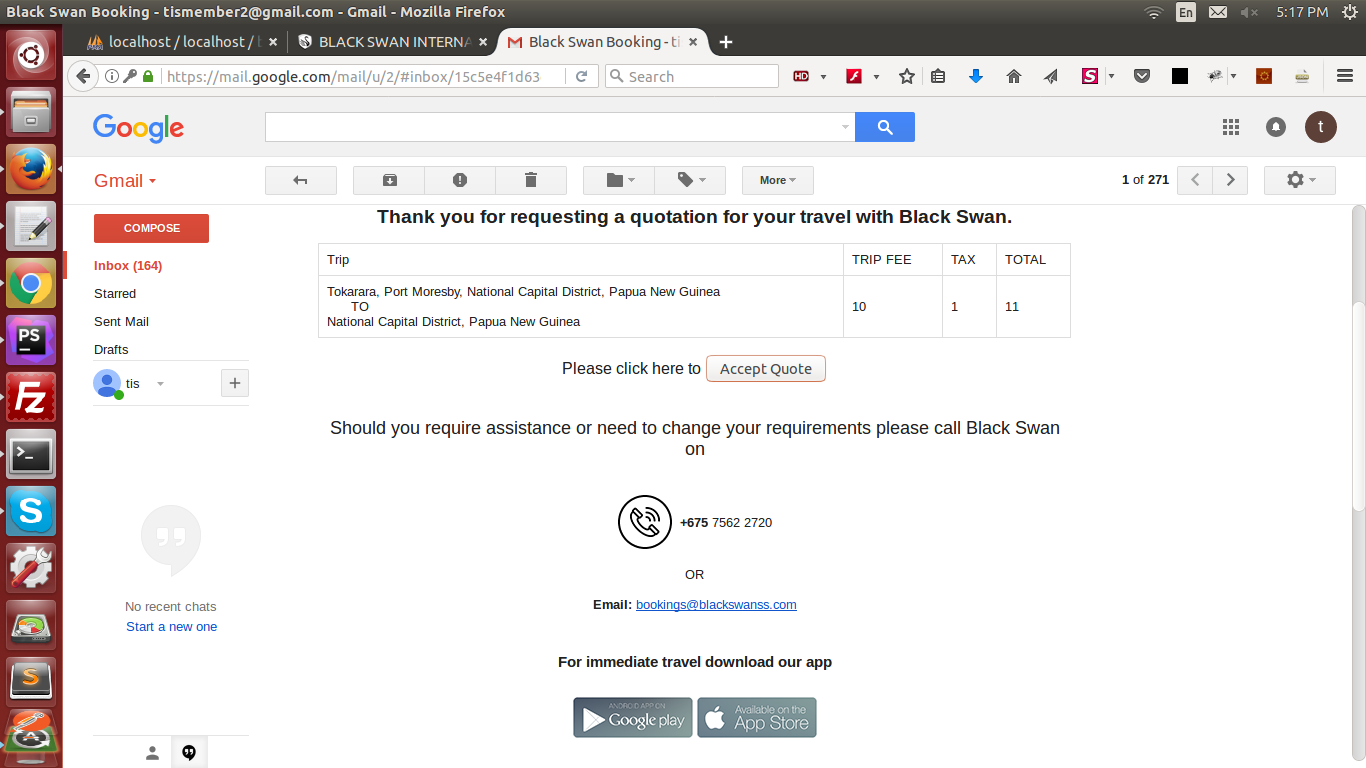 Black Swan Booking - tismember2@gmail.com - Gmail - Mozilla Firefox
En
5:17 PM
localhost / localhost / b
BLACK SWAN INTERNA
Black Swan Booking - ti
https://mail.google.com/mail/u/2/#inbox/15c5e4f1d63
Search
HD
S
Google
t
Gmail
More
1 of 271
COMPOSE
Inbox (164)
Starred
Sent Mail
Drafts
tis
No recent chats
Start a new one
PS
Fz
>_
S
S
Thank you for requesting a quotation for your travel with Black Swan.
Trip TRIP FEE TAX TOTAL
Tokarara, Port Moresby, National Capital District, Papua New Guinea
TO
National Capital District, Papua New Guinea
10 1 11
Please click here to Accept Quote
Should you require assistance or need to change your requirements please call Black Swan
on
+675 7562 2720
OR
Email: bookings@blackswanss.com
For immediate travel download our app
ANDROID APP ON
Google play
Available on the
App Store